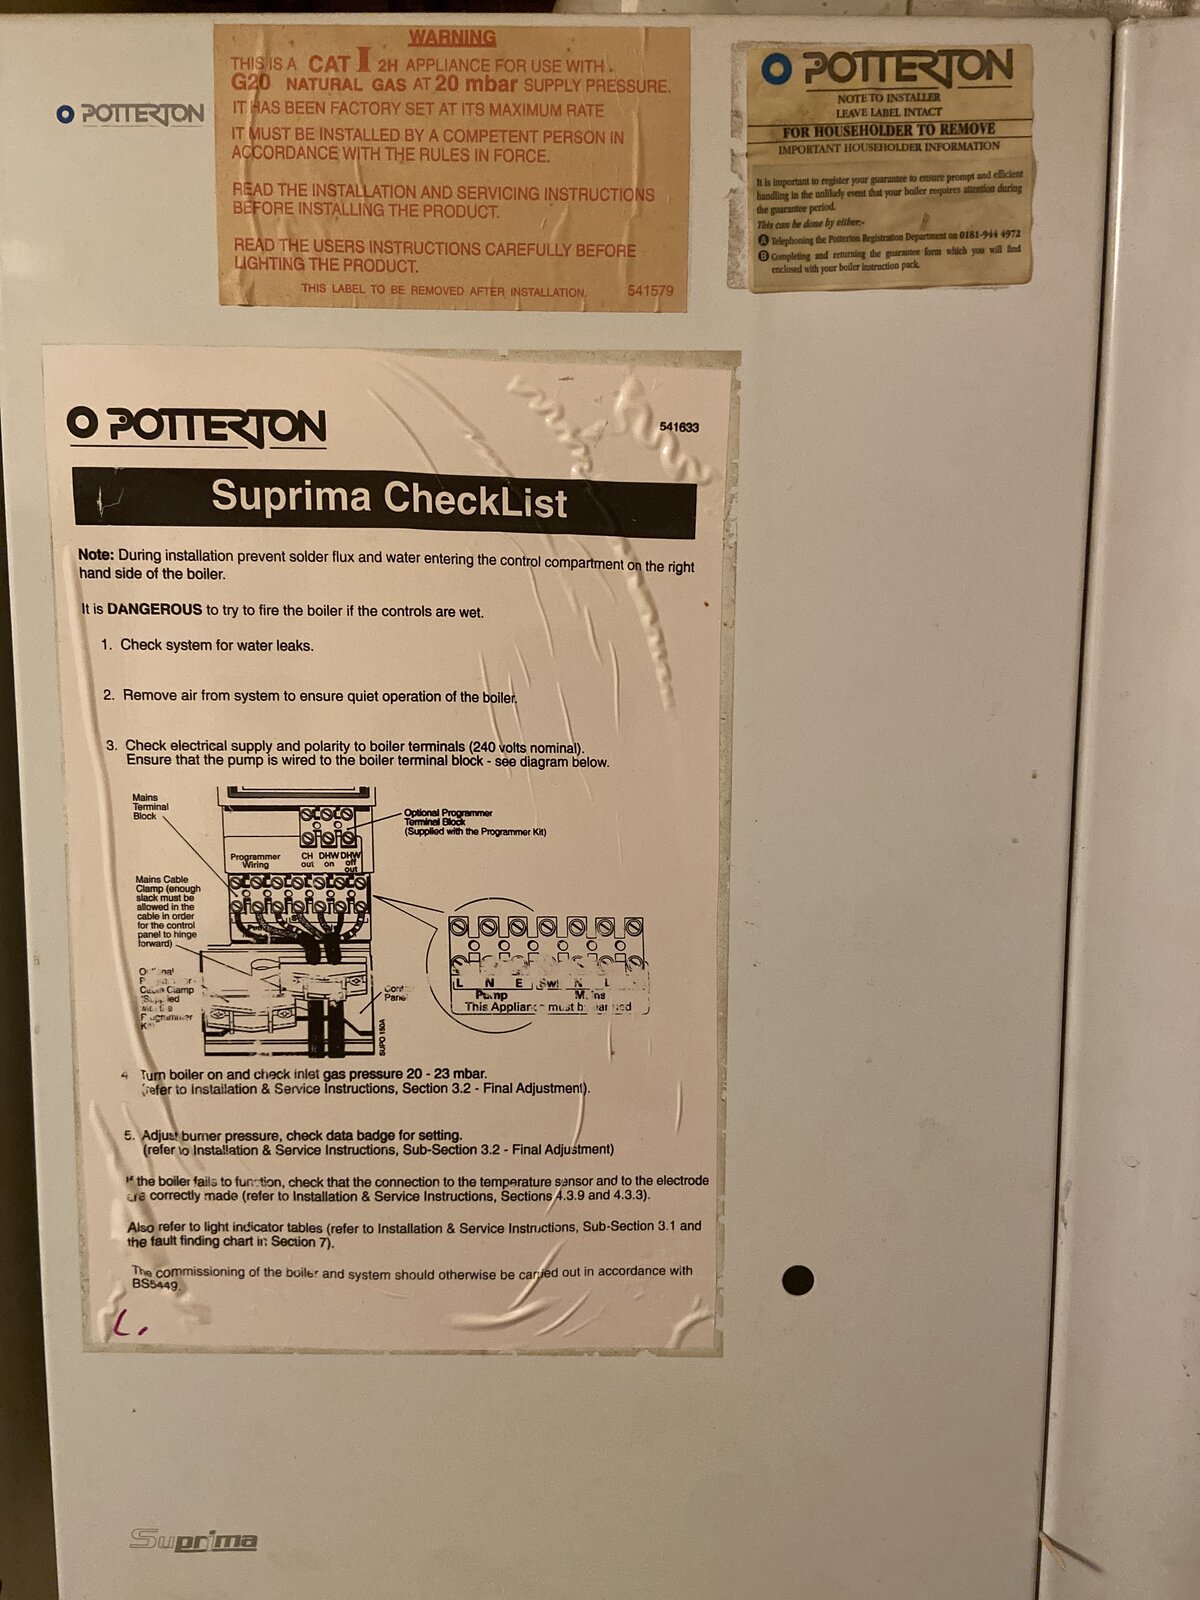 POTTERTON
WARNING
THIS IS A CAT I 2H APPLIANCE FOR USE WITH
G20 NATURAL GAS AT 20 mbar SUPPLY PRESSURE.
IT HAS BEEN FACTORY SET AT ITS MAXIMUM RATE
IT MUST BE INSTALLED BY A COMPETENT PERSON IN
ACCORDANCE WITH THE RULES IN FORCE.
READ THE INSTALLATION AND SERVICING INSTRUCTIONS
BEFORE INSTALLING THE PRODUCT.
READ THE USERS INSTRUCTIONS CAREFULLY BEFORE
LIGHTING THE PRODUCT.
THIS LABEL TO BE REMOVED AFTER INSTALLATION. 541579
POTTERTON
NOTE TO INSTALLER
LEAVE LABEL INTACT
FOR HOUSEHOLDER TO REMOVE
IMPORTANT HOUSEHOLDER INFORMATION
It is important to register your guarantee to ensure prompt and efficient
handling in the unlikely event that your boiler requires attention during
the guarantee period.
This can be done by either:-
A Telephoning the Potterton Registration Department on 0181-944 4972
B Completing and returning the guarantee form which you will find
enclosed with your boiler instruction pack.
POTTERTON
541633
Suprima CheckList
Note: During installation prevent solder flux and water entering the control compartment on the right
hand side of the boiler.
It is DANGEROUS to try to fire the boiler if the controls are wet.
1. Check system for water leaks.
2. Remove air from system to ensure quiet operation of the boiler.
3. Check electrical supply and polarity to boiler terminals (240 volts nominal).
Ensure that the pump is wired to the boiler terminal block - see diagram below.
Mains
Terminal
Block
Optional Programmer
Terminal Block
(Supplied with the Programmer Kit)
Programmer
Wiring
CH
out
DHW
on
DHW
off
out
Mains Cable
Clamp (enough
slack must be
allowed in the
cable in order
for the control
panel to hinge
forward)
Cable Clamp
Programmer
Panel
SUPO 150A
L N E Swl N L
Pump Mains
This Appliance must be earthed
4 Turn boiler on and check inlet gas pressure 20 - 23 mbar.
(refer to Installation & Service Instructions, Section 3.2 - Final Adjustment).
5. Adjust burner pressure, check data badge for setting.
(refer to Installation & Service Instructions, Sub-Section 3.2 - Final Adjustment)
If the boiler fails to function, check that the connection to the temperature sensor and to the electrode
are correctly made (refer to Installation & Service Instructions, Sections 4.3.9 and 4.3.3).
Also refer to light indicator tables (refer to Installation & Service Instructions, Sub-Section 3.1 and
the fault finding chart in Section 7).
The commissioning of the boiler and system should otherwise be carried out in accordance with
BS5449.
Suprima